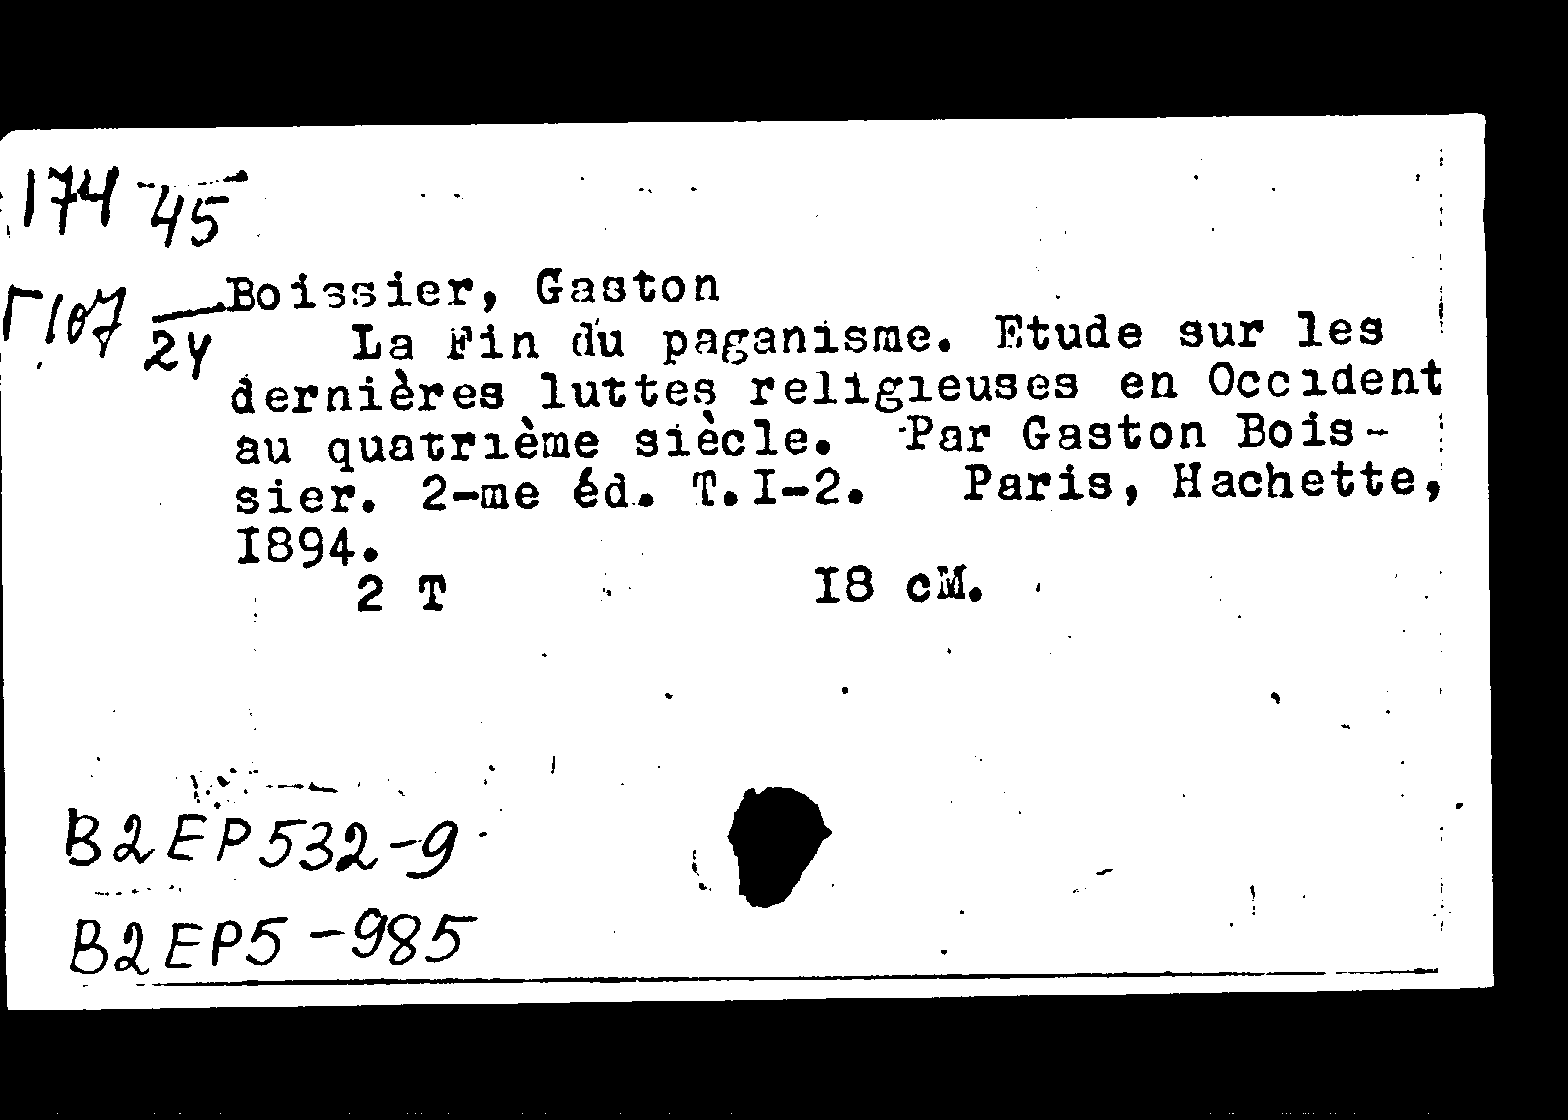 174 45
Г107 24
Boissier, Gaston
La Fin du paganisme. Etude sur les
dernières luttes religieuses en Occident
au quatrième siècle. Par Gaston Bois-
sier. 2-me éd. T.I-2. Paris, Hachette,
I894.
2 T I8 cM.
B2EP532-9
B2EP5-985